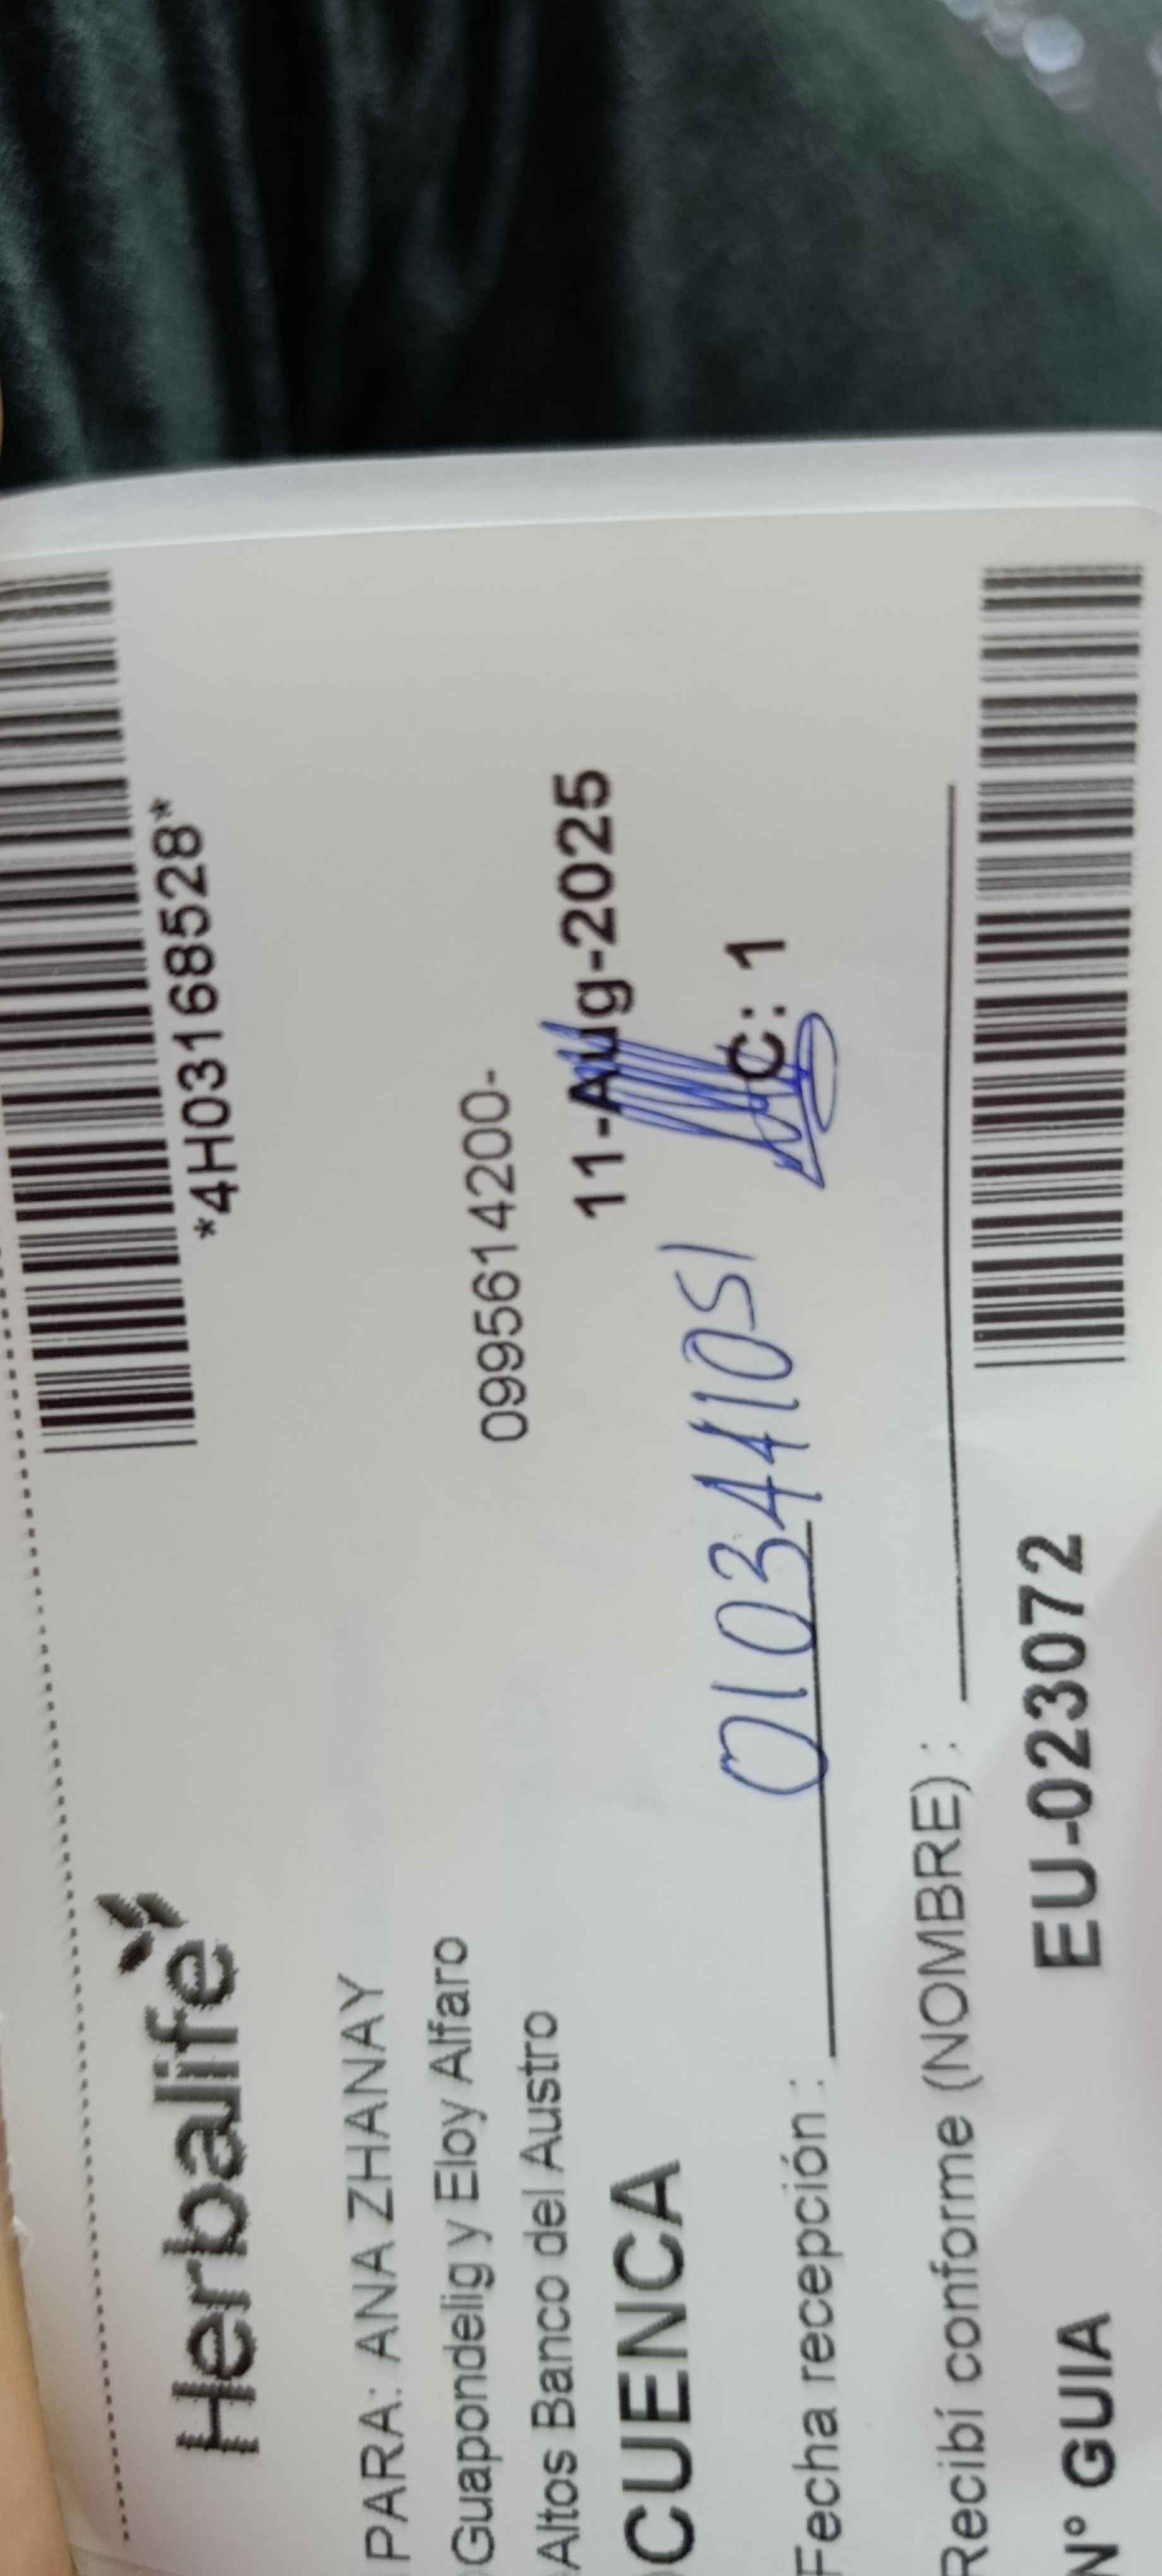 *4H03168528*
Herbalife
PARA: ANA ZHANAY
Guapondelig y Eloy Alfaro
0995614200-
Altos Banco del Austro
11-Aug-2025
CUENCA
C: 1
0103441051
Fecha recepción :
Recibí conforme (NOMBRE) :
N° GUIA EU-023072